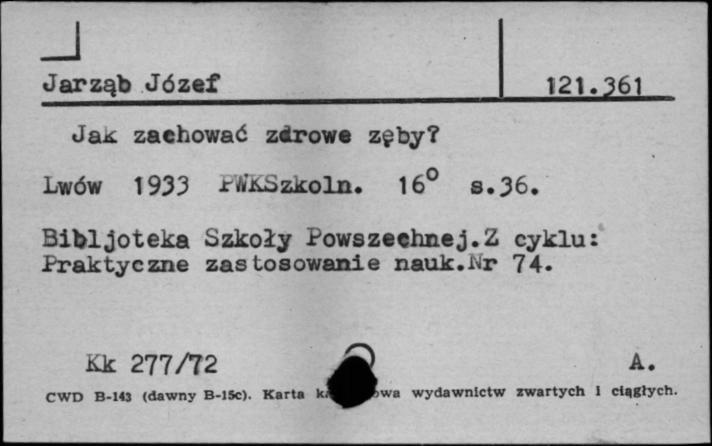 Jarząb Józef 121.361
Jak zachować zdrowe zęby?
Lwów 1933 PWKSzkoln. 16° s.36.
Bibljoteka Szkoły Powszechnej.Z cyklu:
Praktyczne zastosowanie nauk.Nr 74.
Kk 277/72 A.
CWD B-143 (dawny B-15c). Karta wydawnictw zwartych i ciągłych.